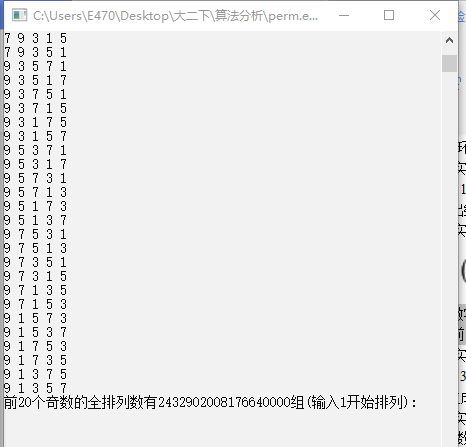 C:\Users\E470\Desktop\大二下\算法分析\perm.e...
7 9 3 1 5
7 9 3 5 1
9 3 5 7 1
9 3 5 1 7
9 3 7 5 1
9 3 7 1 5
9 3 1 7 5
9 3 1 5 7
9 5 3 7 1
9 5 3 1 7
9 5 7 3 1
9 5 7 1 3
9 5 1 7 3
9 5 1 3 7
9 7 5 3 1
9 7 5 1 3
9 7 3 5 1
9 7 3 1 5
9 7 1 3 5
9 7 1 5 3
9 1 5 7 3
9 1 5 3 7
9 1 7 5 3
9 1 7 3 5
9 1 3 7 5
9 1 3 5 7
前20个奇数的全排列数有2432902008176640000组(输入1开始排列):